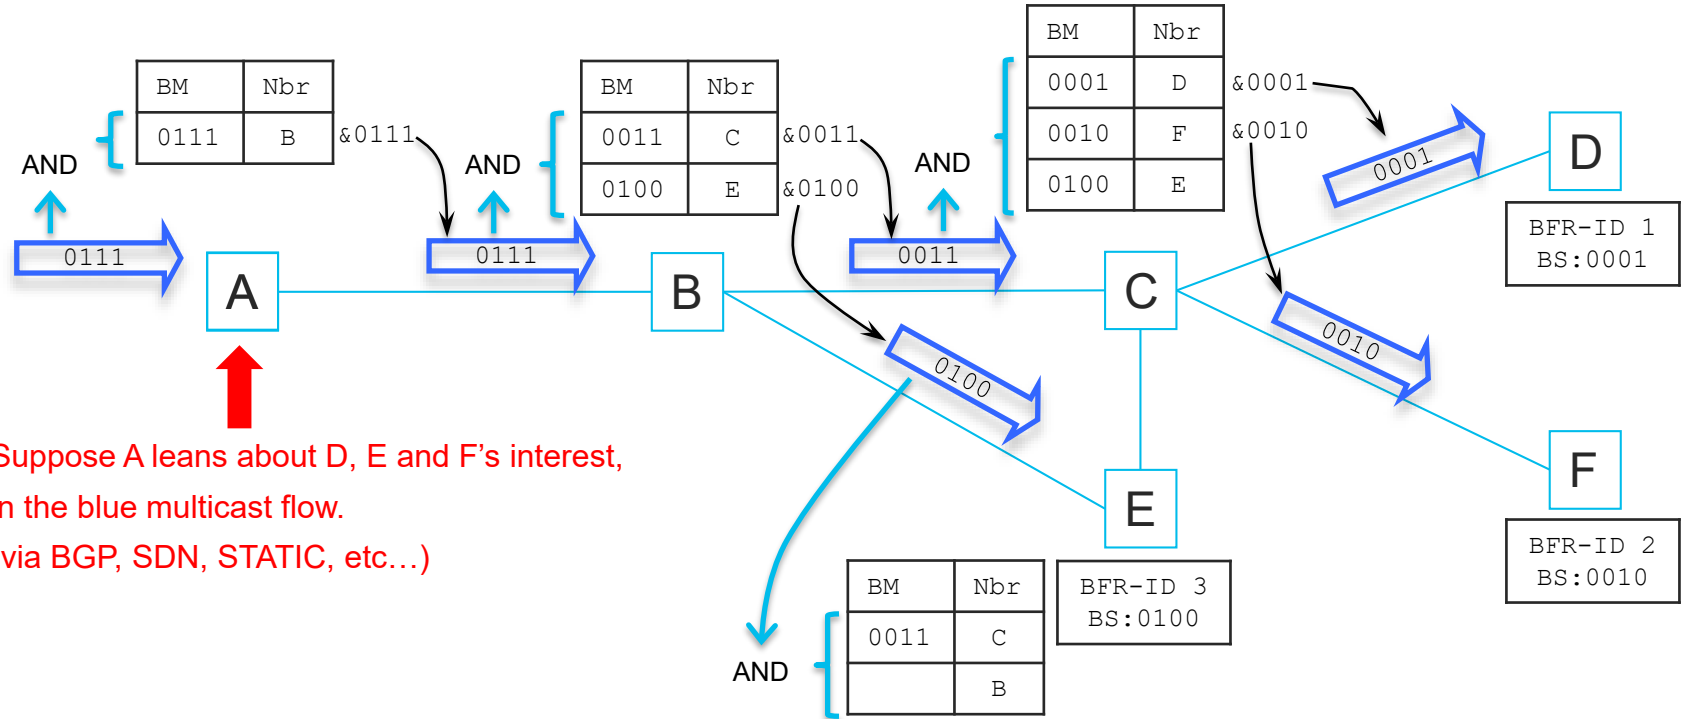 BM Nbr
0111 B &0111
AND
0111
A
BM Nbr
0011 C &0011
0100 E &0100
AND
0111
B
BM Nbr
0001 D &0001
0010 F &0010
0100 E
AND
0011
C
0001
D
BFR-ID 1
BS:0001
0010
F
BFR-ID 2
BS:0010
0100
E
BFR-ID 3
BS:0100
Suppose A leans about D, E and F’s interest,
n the blue multicast flow.
via BGP, SDN, STATIC, etc…)
AND
BM Nbr
0011 C
B